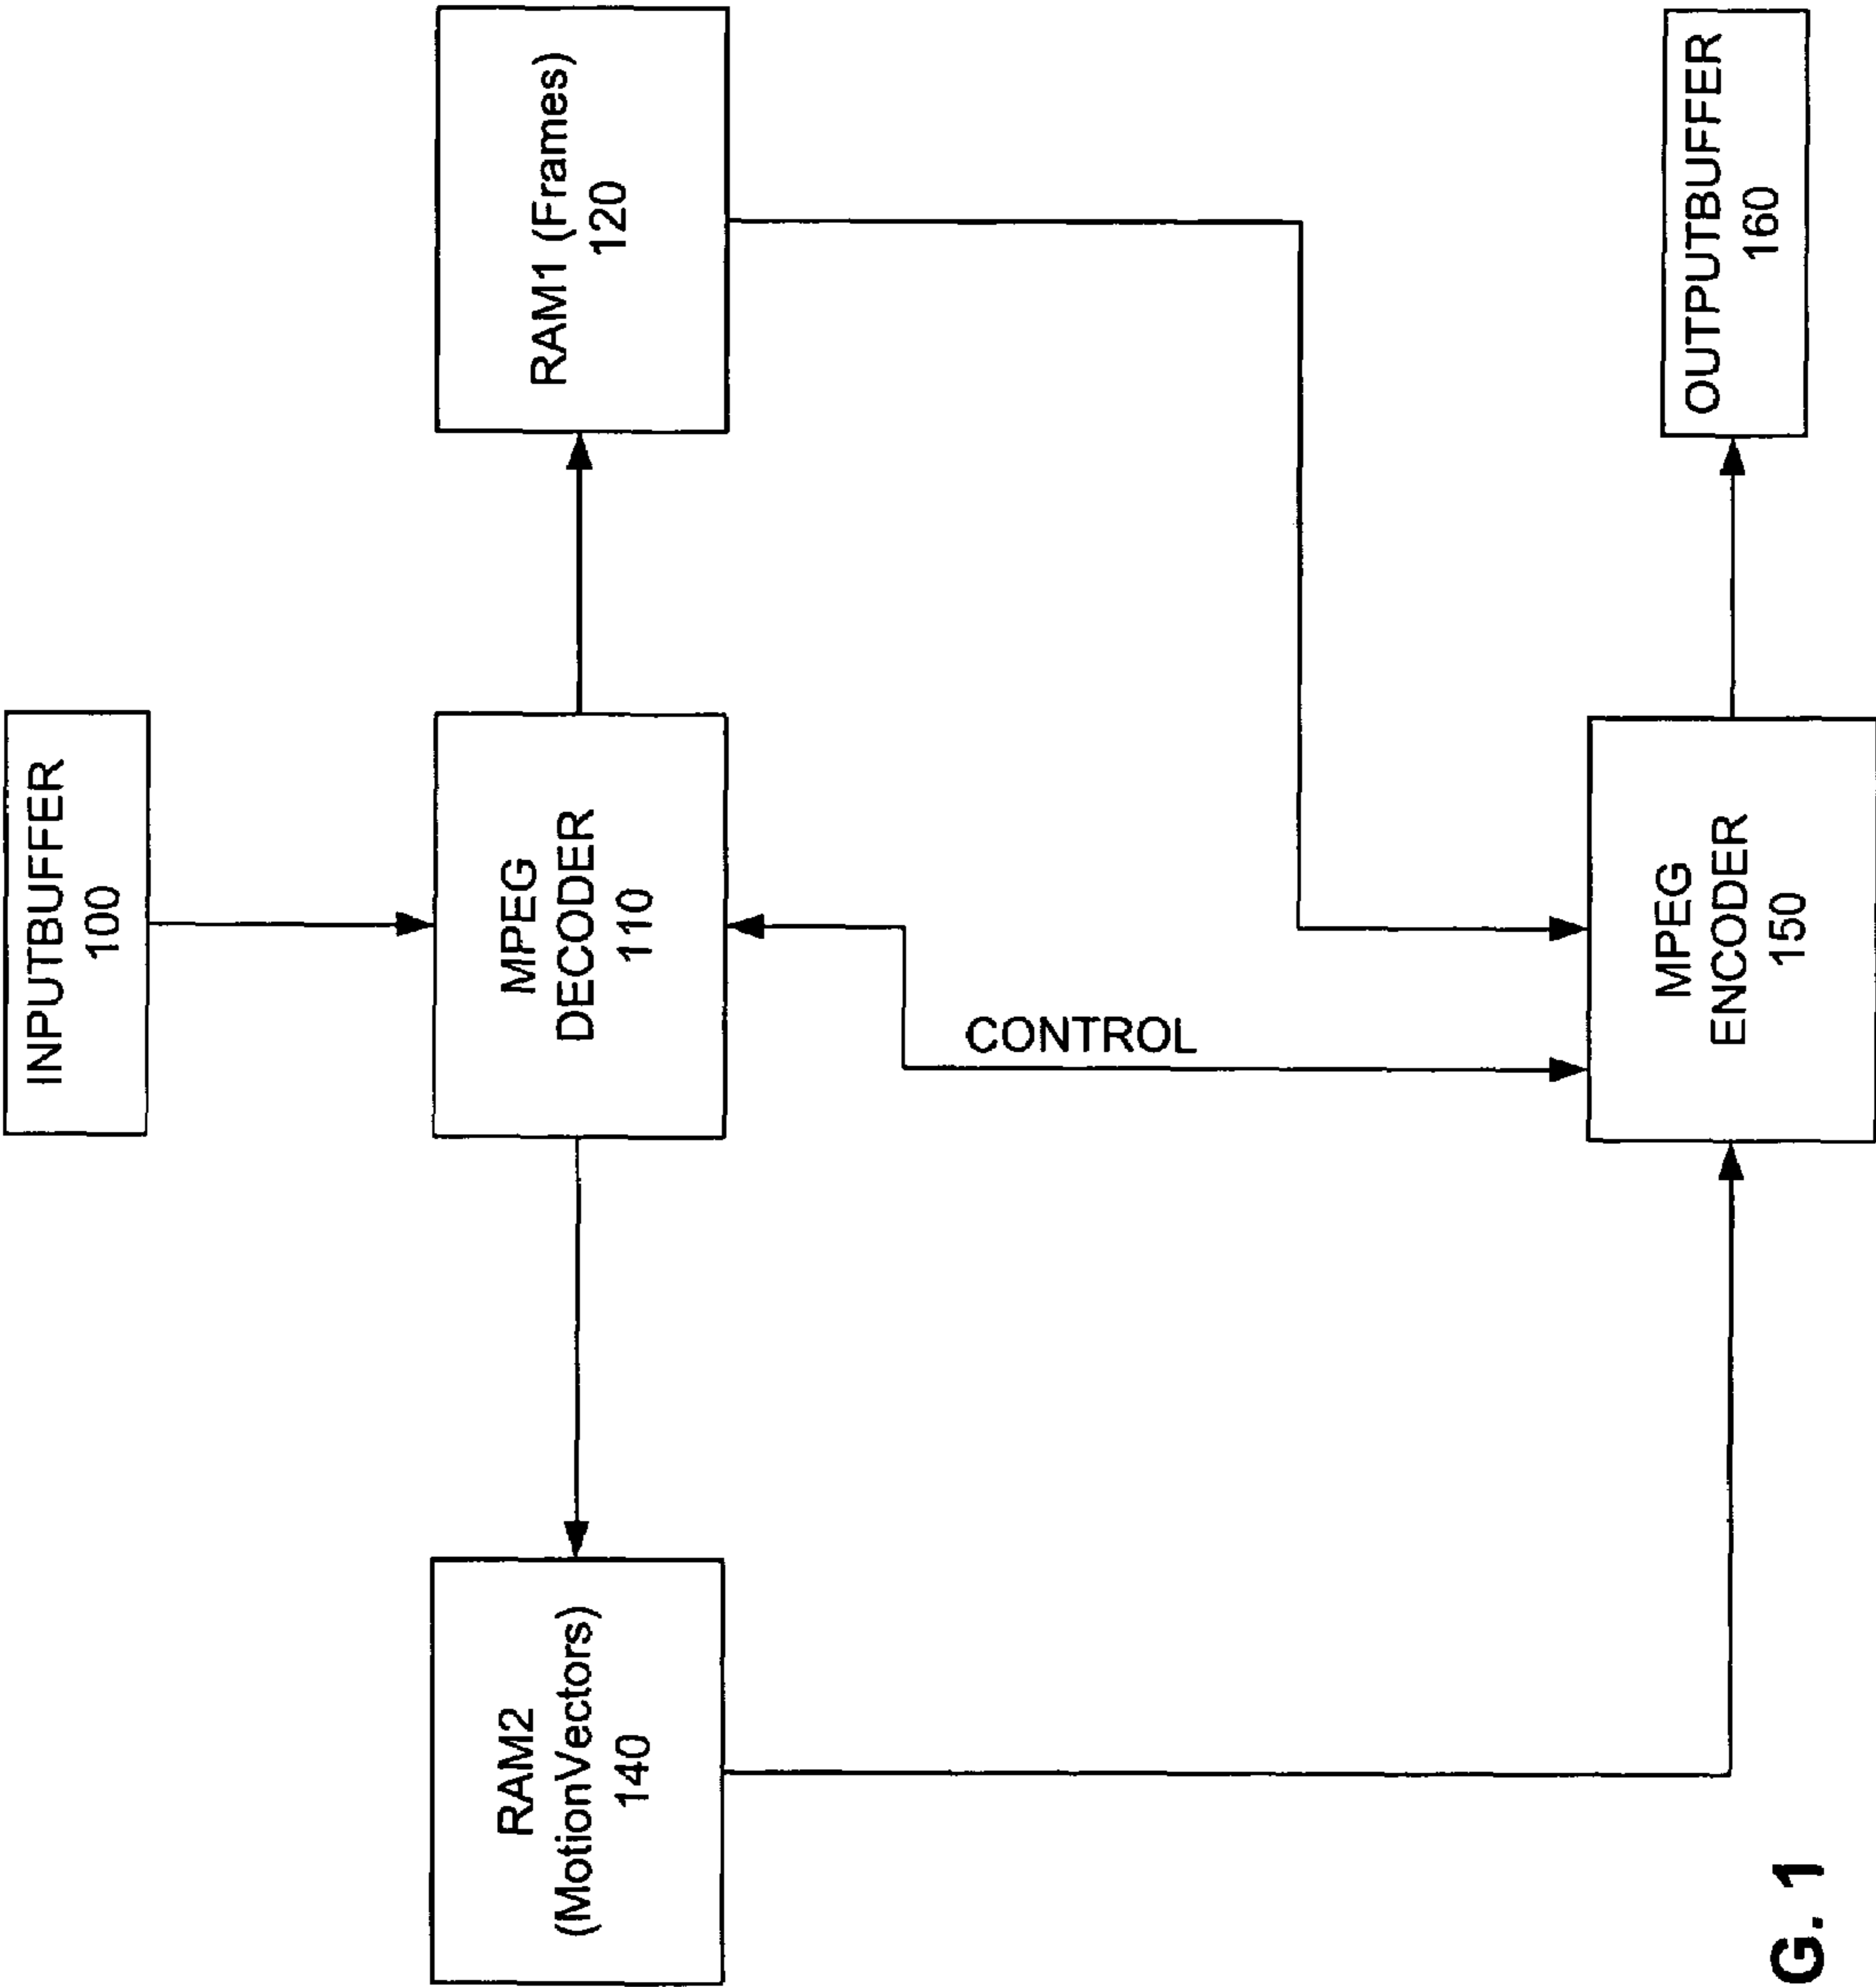 INPUTBUFFER
100
RAM2
(MotionVectors)
140
MPEG
DECODER
110
RAM1 (Frames)
120
CONTROL
MPEG
ENCODER
150
OUTPUTBUFFER
160
G. 1